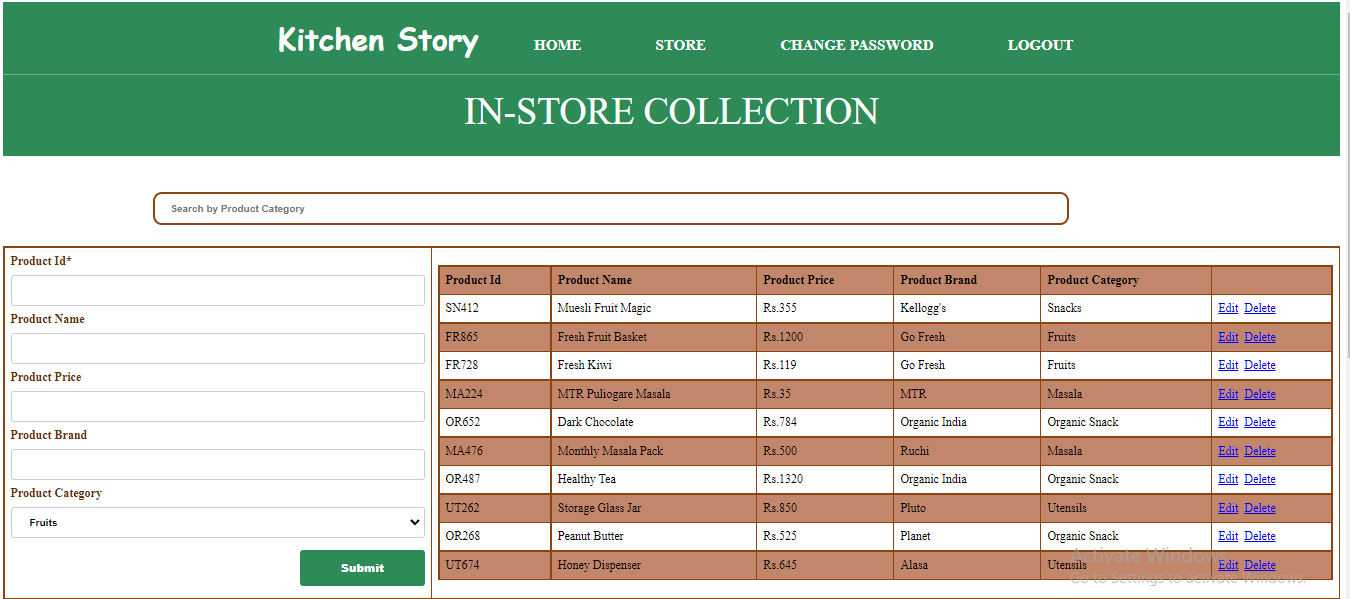 Kitchen Story HOME STORE CHANGE PASSWORD LOGOUT
IN-STORE COLLECTION
Search by Product Category
Product Id*
Product Name
Product Price
Product Brand
Product Category
Fruits
Submit
Product Id Product Name Product Price Product Brand Product Category
SN412 Muesli Fruit Magic Rs.355 Kellogg's Snacks Edit Delete
FR865 Fresh Fruit Basket Rs.1200 Go Fresh Fruits Edit Delete
FR728 Fresh Kiwi Rs.119 Go Fresh Fruits Edit Delete
MA224 MTR Puliogare Masala Rs.35 MTR Masala Edit Delete
OR652 Dark Chocolate Rs.784 Organic India Organic Snack Edit Delete
MA476 Monthly Masala Pack Rs.500 Ruchi Masala Edit Delete
OR487 Healthy Tea Rs.1320 Organic India Organic Snack Edit Delete
UT262 Storage Glass Jar Rs.850 Pluto Utensils Edit Delete
OR268 Peanut Butter Rs.525 Planet Organic Snack Edit Delete
UT674 Honey Dispenser Rs.645 Alasa Utensils Edit Delete
Activate Windows
Go to Settings to activate Windows.